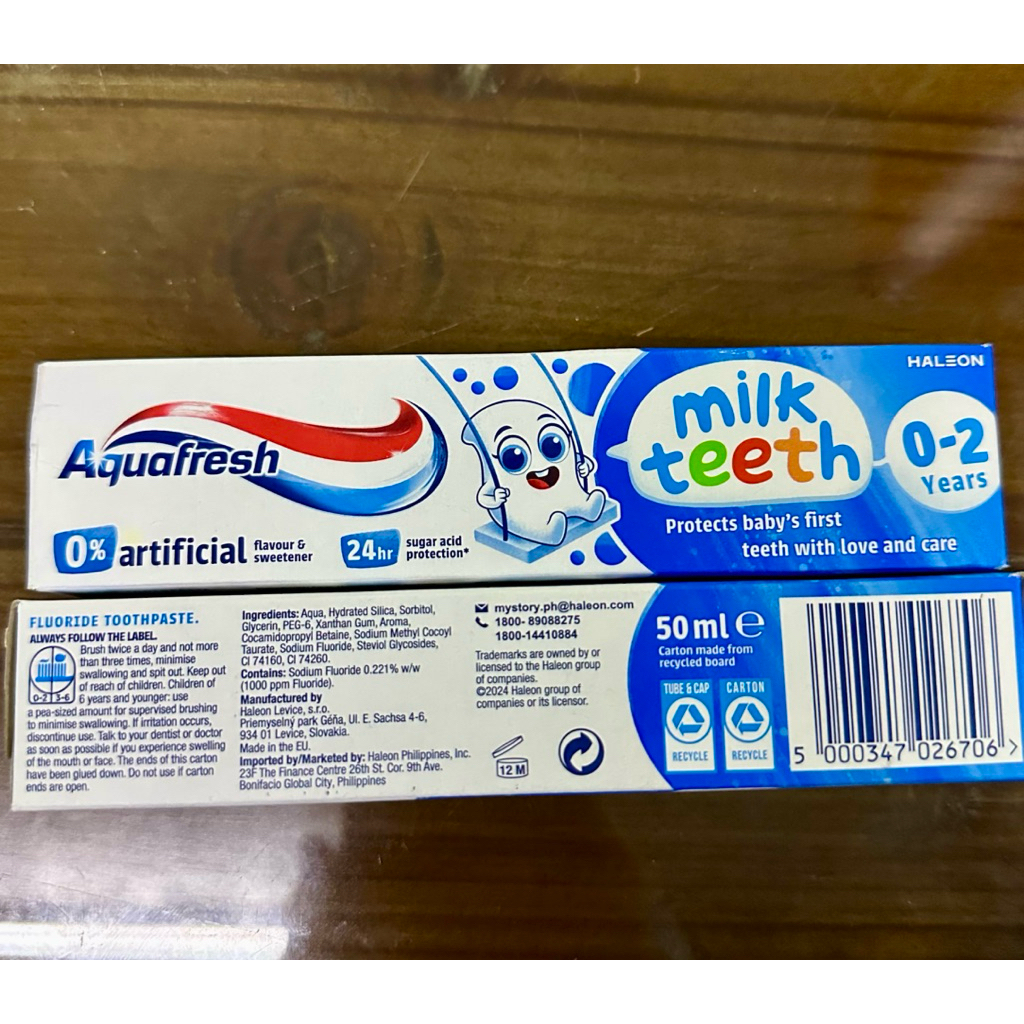 HALEON
Aquafresh
0% artificial flavour & sweetener
24hr sugar acid protection*
milk
teeth
0-2
Years
Protects baby's first
teeth with love and care
FLUORIDE TOOTHPASTE.
ALWAYS FOLLOW THE LABEL.
Brush twice a day and not more
than three times, minimise
swallowing and spit out. Keep out
of reach of children. Children of
0-2 3-6 6 years and younger: use
a pea-sized amount for supervised brushing
to minimise swallowing. If irritation occurs,
discontinue use. Talk to your dentist or doctor
as soon as possible if you experience swelling
of the mouth or face. The ends of this carton
have been glued down. Do not use if carton
ends are open.
Ingredients: Aqua, Hydrated Silica, Sorbitol,
Glycerin, PEG-6, Xanthan Gum, Aroma,
Cocamidopropyl Betaine, Sodium Methyl Cocoyl
Taurate, Sodium Fluoride, Steviol Glycosides,
CI 74160, CI 74260.
Contains: Sodium Fluoride 0.221% w/w
(1000 ppm Fluoride).
Manufactured by
Haleon Levice, s.r.o.
Priemyselný park Géňa, Ul. E. Sachsa 4-6,
934 01 Levice, Slovakia.
Made in the EU.
Imported by/Marketed by: Haleon Philippines, Inc.
23F The Finance Centre 26th St. Cor. 9th Ave.
Bonifacio Global City, Philippines
mystory.ph@haleon.com
1800- 89088275
1800-14410884
Trademarks are owned by or
licensed to the Haleon group
of companies.
©2024 Haleon group of
companies or its licensor.
12 M
50 ml e
Carton made from
recycled board
TUBE & CAP
RECYCLE
CARTON
RECYCLE
5 000347 026706 >